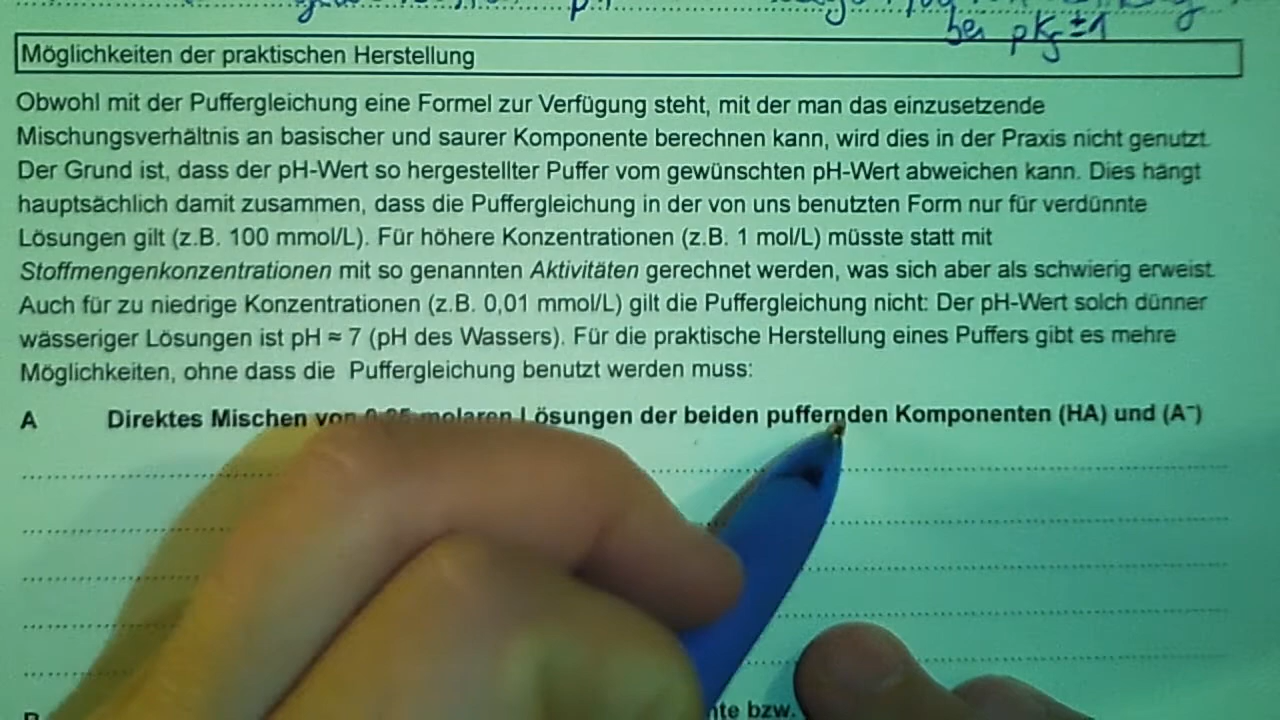 bei pKs ±1
Möglichkeiten der praktischen Herstellung
Obwohl mit der Puffergleichung eine Formel zur Verfügung steht, mit der man das einzusetzende
Mischungsverhältnis an basischer und saurer Komponente berechnen kann, wird dies in der Praxis nicht genutzt.
Der Grund ist, dass der pH-Wert so hergestellter Puffer vom gewünschten pH-Wert abweichen kann. Dies hängt
hauptsächlich damit zusammen, dass die Puffergleichung in der von uns benutzten Form nur für verdünnte
Lösungen gilt (z.B. 100 mmol/L). Für höhere Konzentrationen (z.B. 1 mol/L) müsste statt mit
Stoffmengenkonzentrationen mit so genannten Aktivitäten gerechnet werden, was sich aber als schwierig erweist.
Auch für zu niedrige Konzentrationen (z.B. 0,01 mmol/L) gilt die Puffergleichung nicht: Der pH-Wert solch dünner
wässeriger Lösungen ist pH ≈ 7 (pH des Wassers). Für die praktische Herstellung eines Puffers gibt es mehre
Möglichkeiten, ohne dass die Puffergleichung benutzt werden muss:
A Direktes Mischen von molaren Lösungen der beiden puffernden Komponenten (HA) und (A⁻)
bzw.